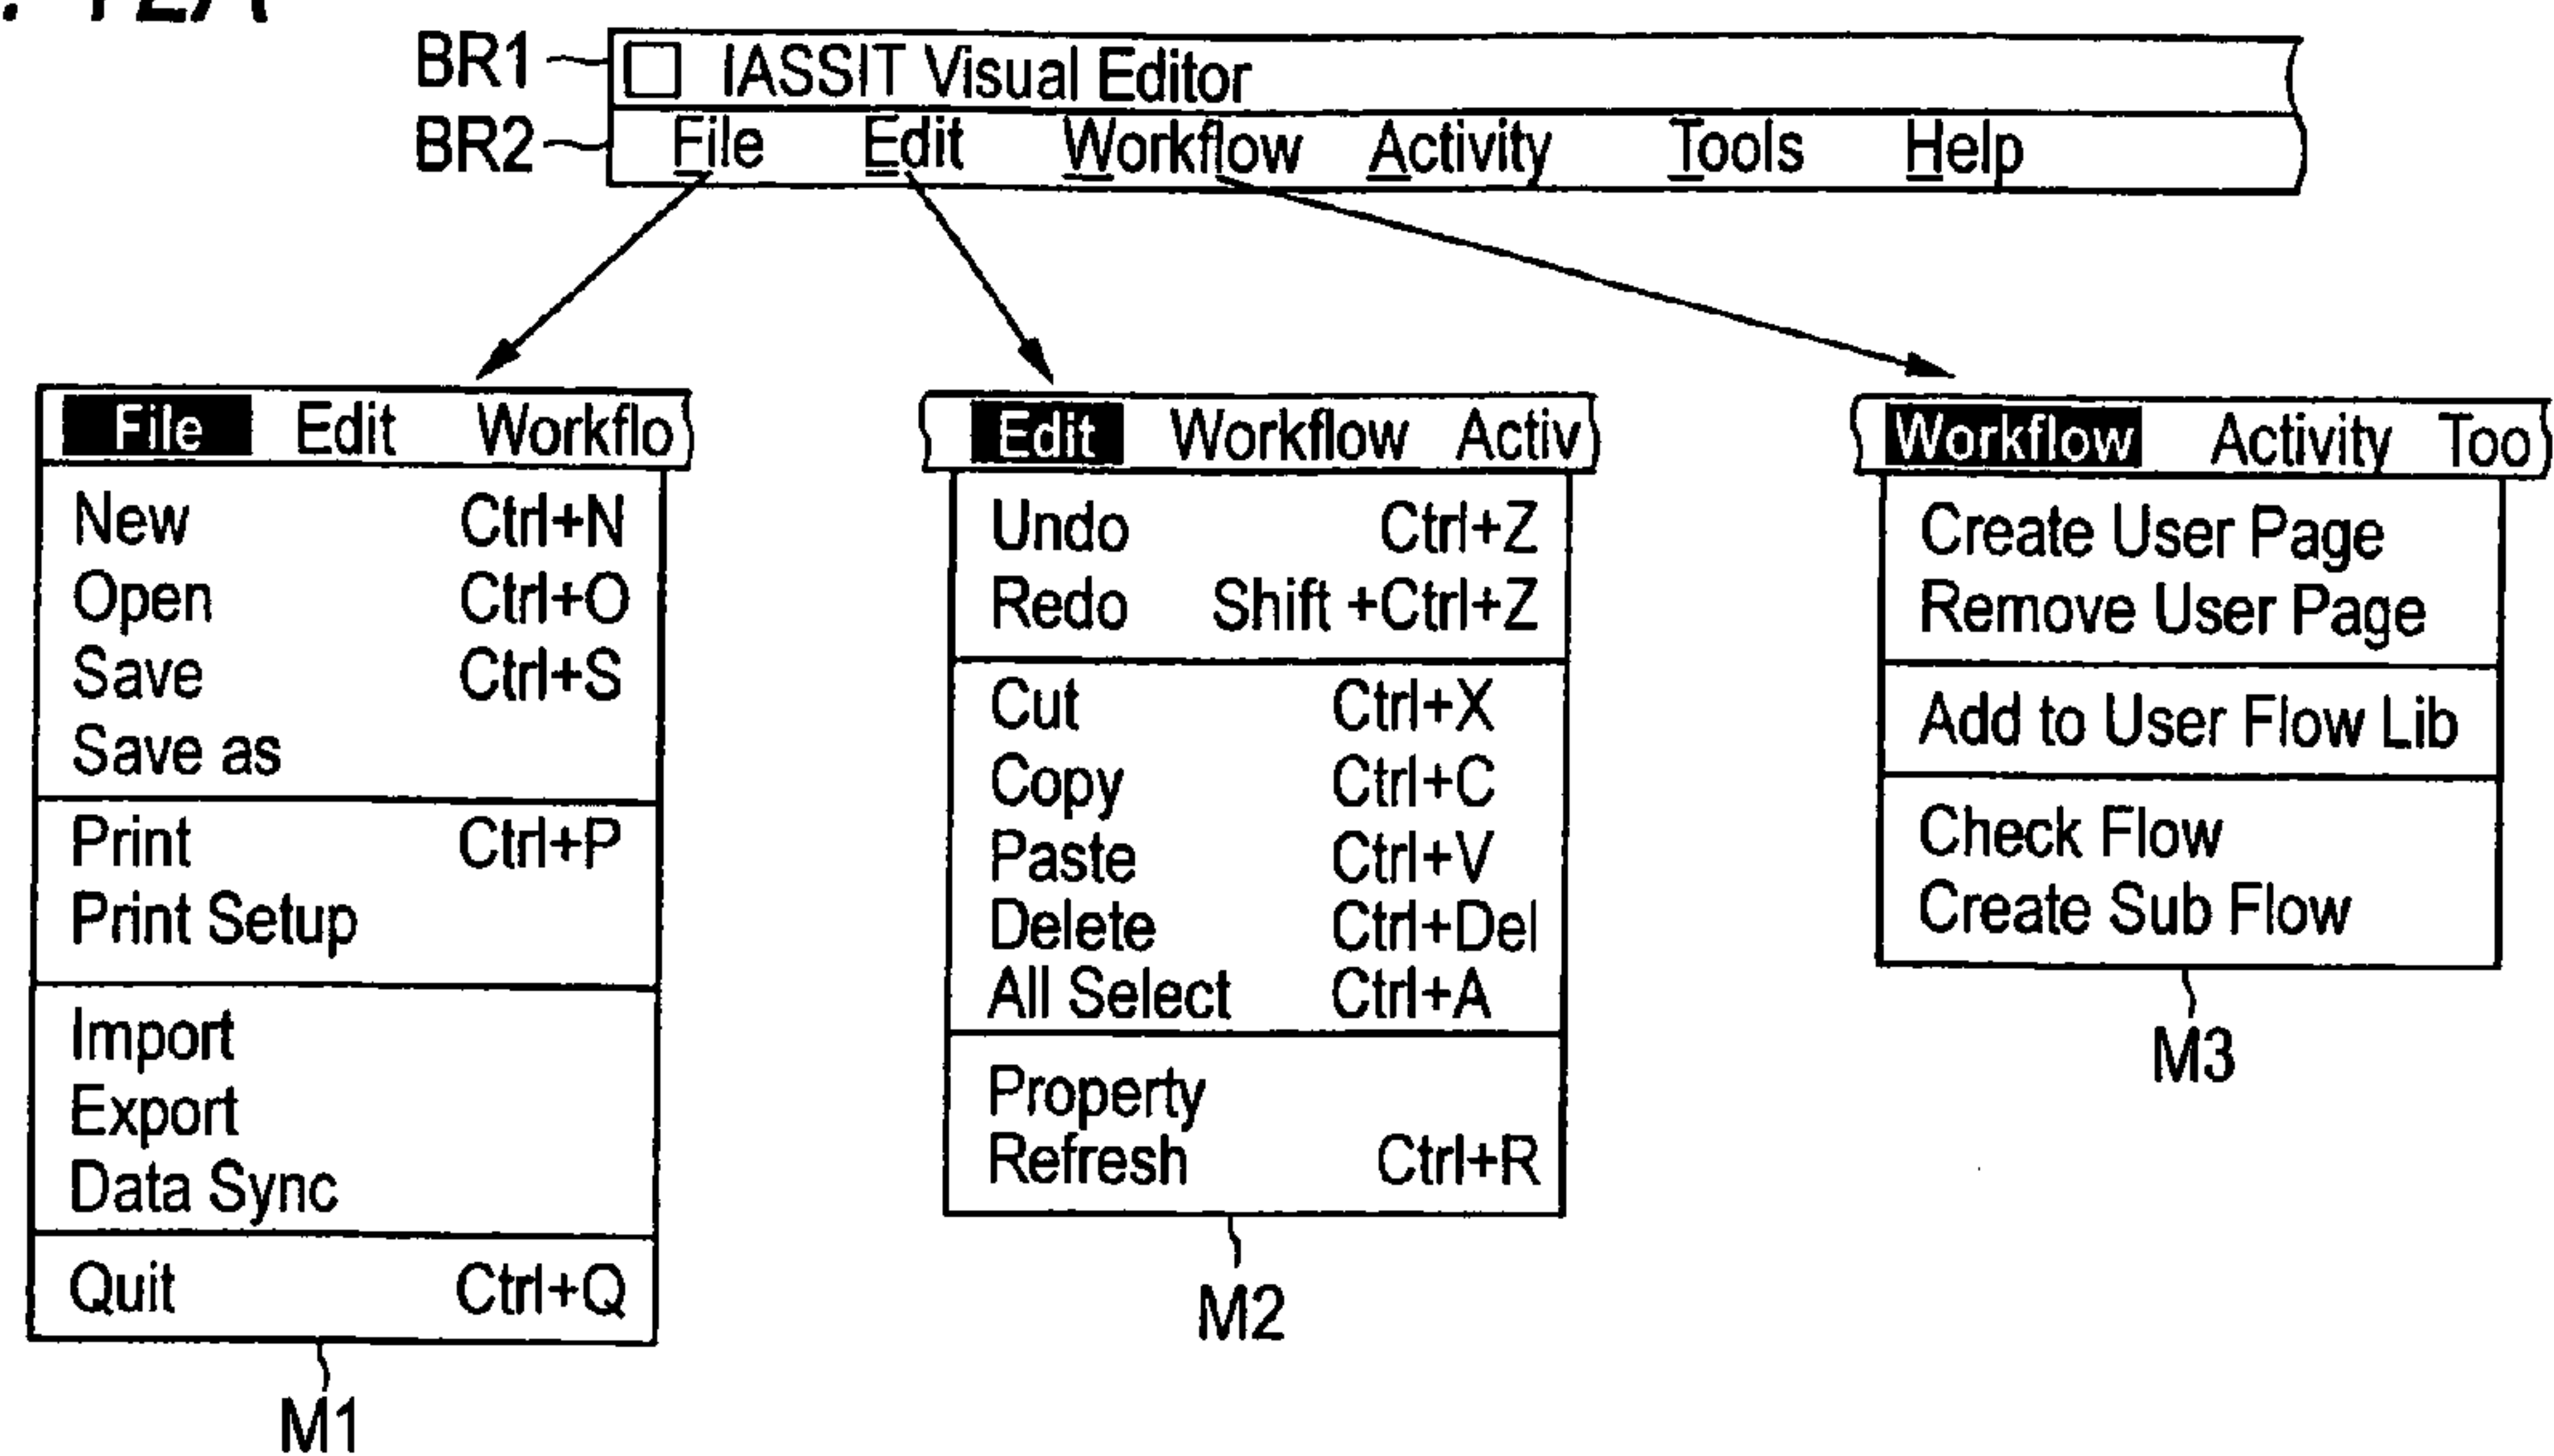 BR1 IASSIT Visual Editor
BR2 File Edit Workflow Activity Tools Help
File Edit Workflo
New Ctrl+N
Open Ctrl+O
Save Ctrl+S
Save as
Print Ctrl+P
Print Setup
Import
Export
Data Sync
Quit Ctrl+Q
M1
Edit Workflow Activ
Undo Ctrl+Z
Redo Shift +Ctrl+Z
Cut Ctrl+X
Copy Ctrl+C
Paste Ctrl+V
Delete Ctrl+Del
All Select Ctrl+A
Property
Refresh Ctrl+R
M2
Workflow Activity Too
Create User Page
Remove User Page
Add to User Flow Lib
Check Flow
Create Sub Flow
M3